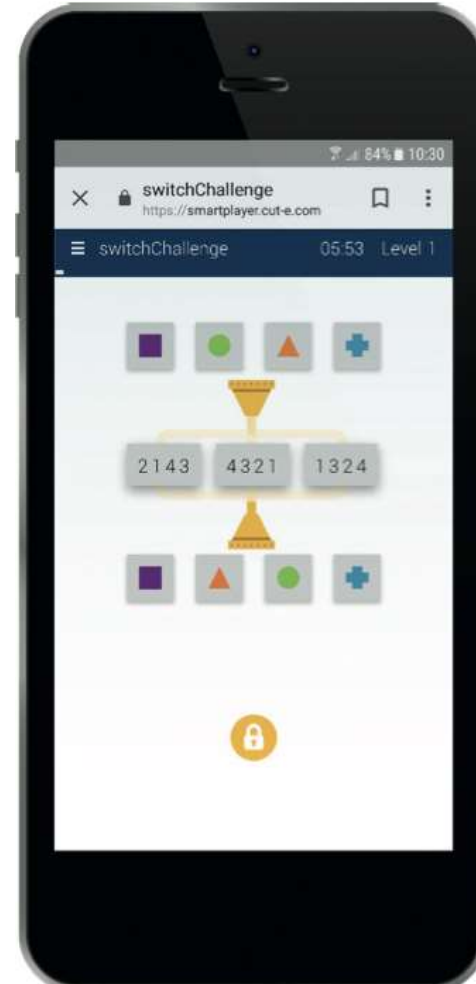 84% 10:30
switchChallenge
https://smartplayer.cut-e.com
switchChallenge 05:53 Level 1
2143 4321 1324